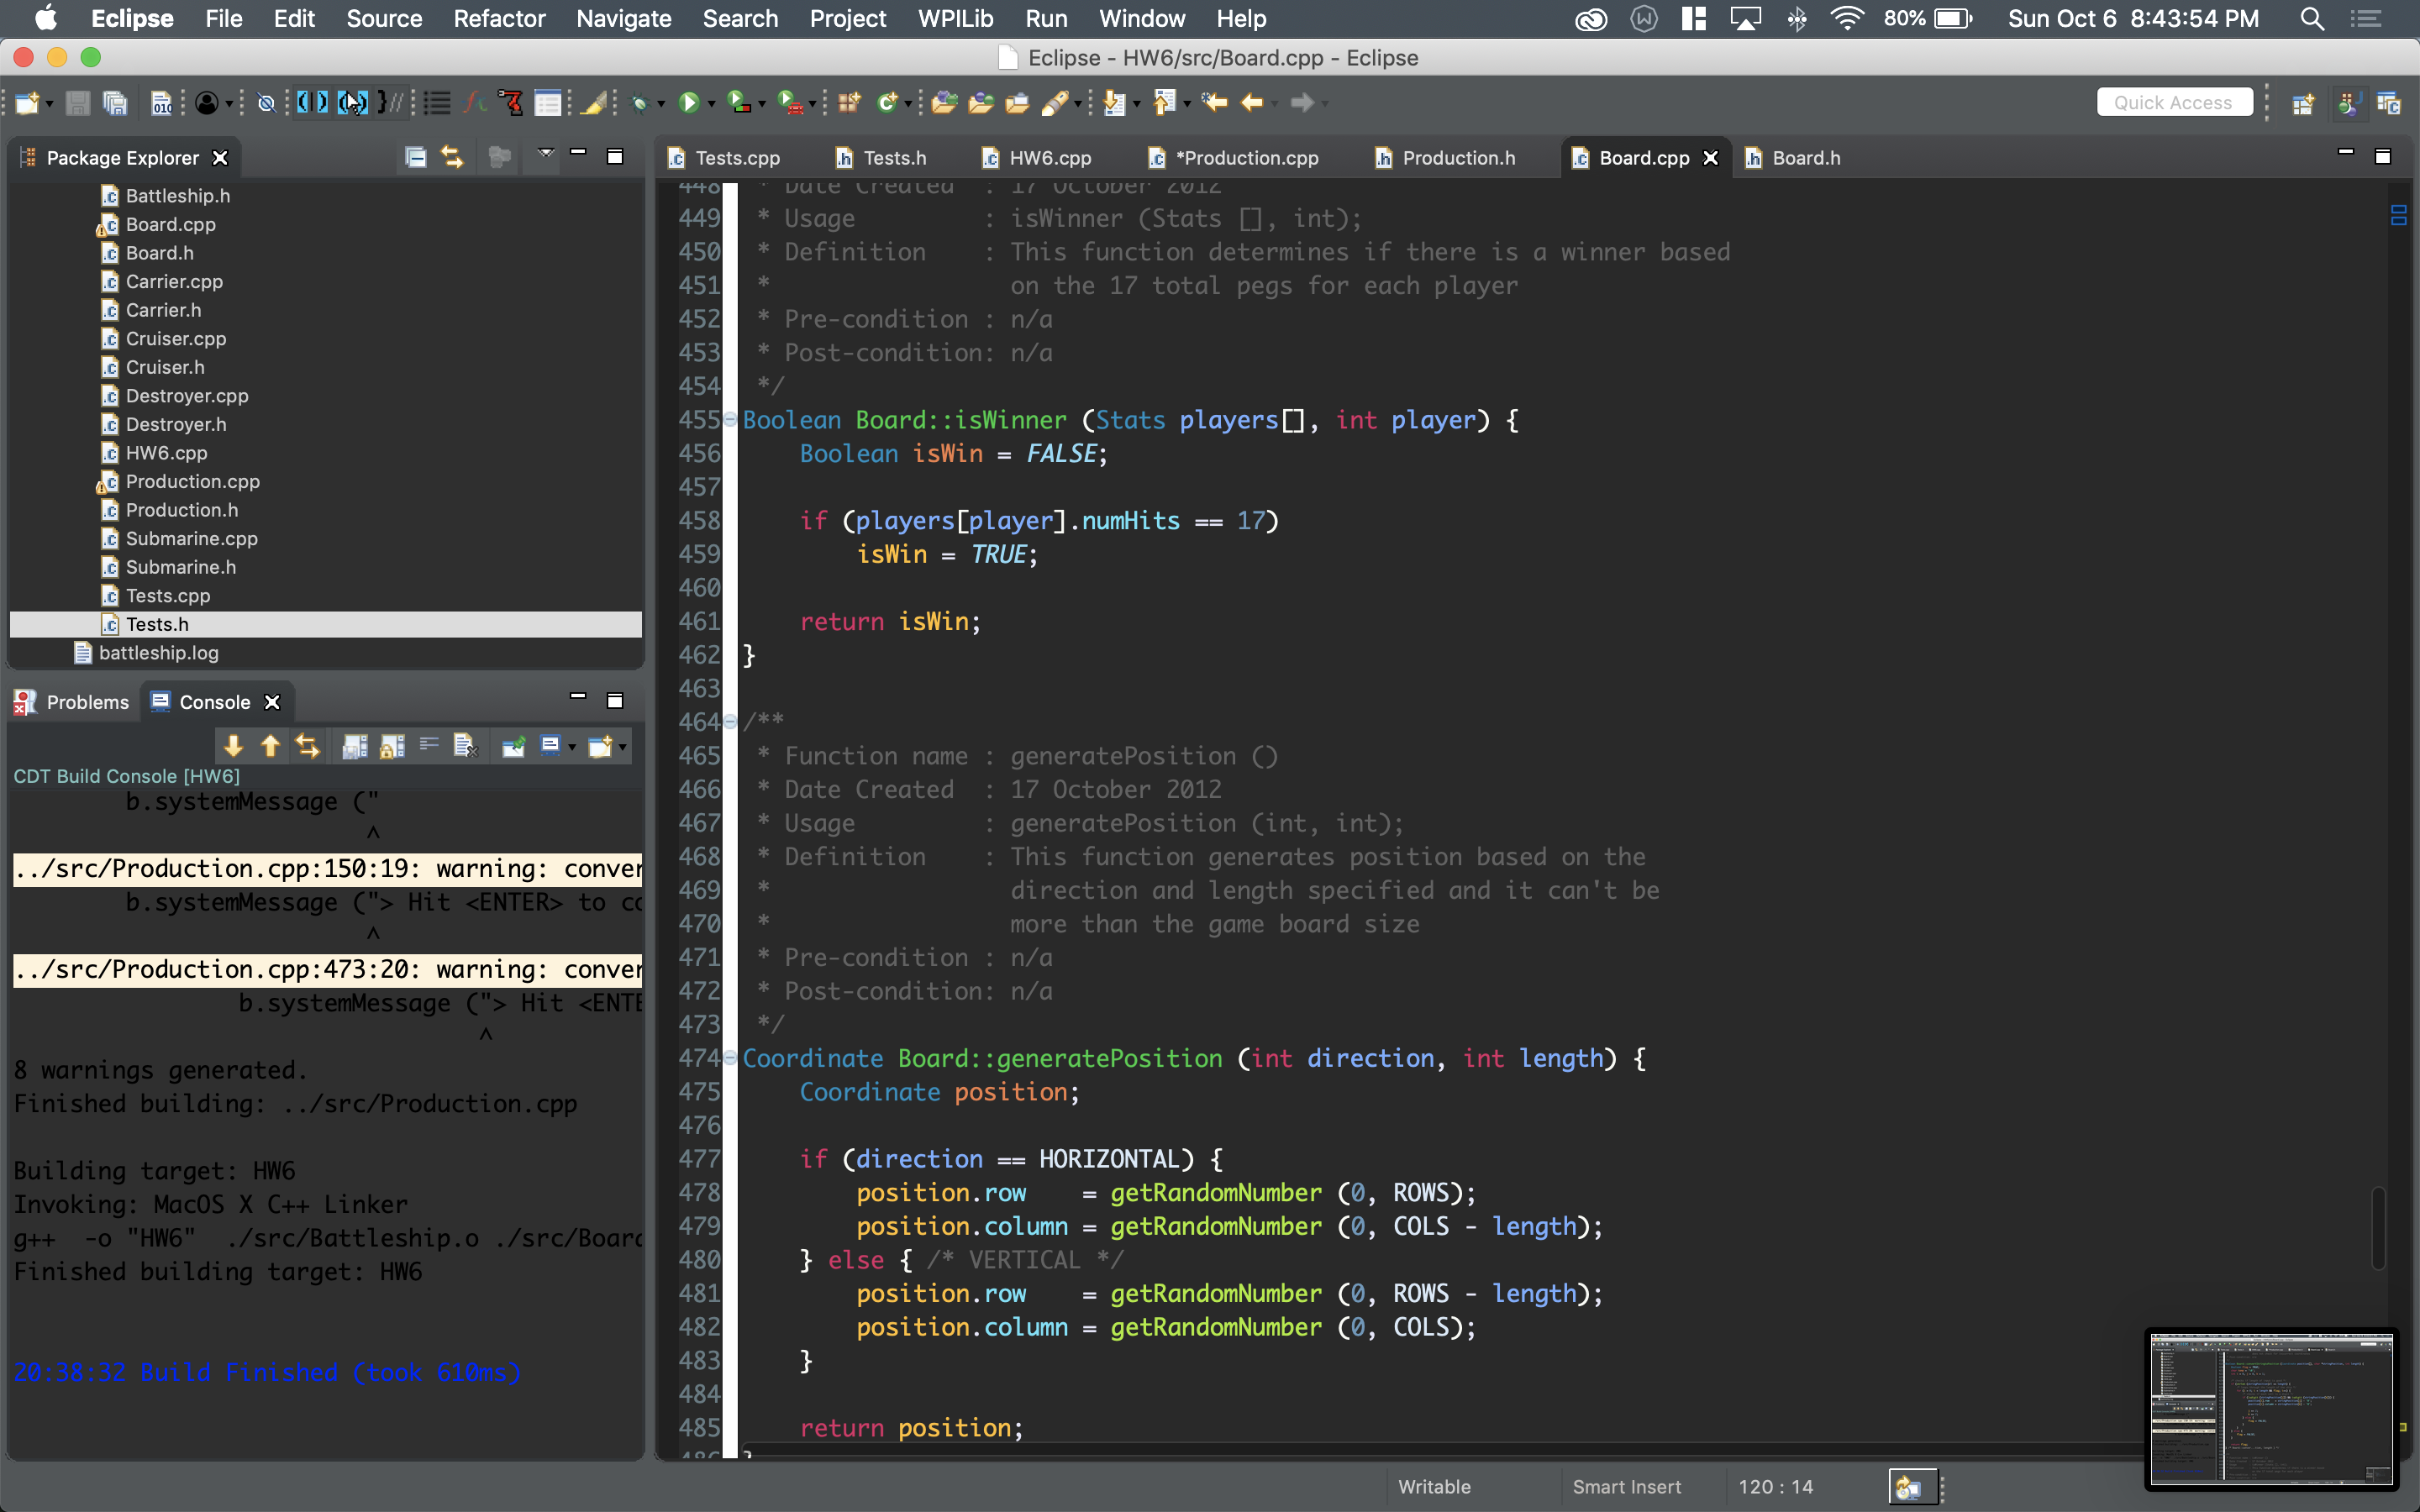 Eclipse File Edit Source Refactor Navigate Search Project WPILib Run Window Help 80% Sun Oct 6 8:43:54 PM
Eclipse - HW6/src/Board.cpp - Eclipse
Quick Access
Package Explorer
Battleship.h
Board.cpp
Board.h
Carrier.cpp
Carrier.h
Cruiser.cpp
Cruiser.h
Destroyer.cpp
Destroyer.h
HW6.cpp
Production.cpp
Production.h
Submarine.cpp
Submarine.h
Tests.cpp
Tests.h
battleship.log
Problems Console
CDT Build Console [HW6]
b.systemMessage ("
^
../src/Production.cpp:150:19: warning: conver
b.systemMessage ("> Hit <ENTER> to co
^
../src/Production.cpp:473:20: warning: conver
b.systemMessage ("> Hit <ENTE
^
8 warnings generated.
Finished building: ../src/Production.cpp
Building target: HW6
Invoking: MacOS X C++ Linker
g++ -o "HW6" ./src/Battleship.o ./src/Board
Finished building target: HW6
20:38:32 Build Finished (took 610ms)
Tests.cpp Tests.h HW6.cpp *Production.cpp Production.h Board.cpp Board.h
448 * Date Created : 17 October 2012
449 * Usage : isWinner (Stats [], int);
450 * Definition : This function determines if there is a winner based
451 * on the 17 total pegs for each player
452 * Pre-condition : n/a
453 * Post-condition: n/a
454 */
455 Boolean Board::isWinner (Stats players[], int player) {
456 Boolean isWin = FALSE;
457
458 if (players[player].numHits == 17)
459 isWin = TRUE;
460
461 return isWin;
462 }
463
464 /**
465 * Function name : generatePosition ()
466 * Date Created : 17 October 2012
467 * Usage : generatePosition (int, int);
468 * Definition : This function generates position based on the
469 * direction and length specified and it can't be
470 * more than the game board size
471 * Pre-condition : n/a
472 * Post-condition: n/a
473 */
474 Coordinate Board::generatePosition (int direction, int length) {
475 Coordinate position;
476
477 if (direction == HORIZONTAL) {
478 position.row = getRandomNumber (0, ROWS);
479 position.column = getRandomNumber (0, COLS - length);
480 } else { /* VERTICAL */
481 position.row = getRandomNumber (0, ROWS - length);
482 position.column = getRandomNumber (0, COLS);
483 }
484
485 return position;
486 }
Writable Smart Insert 120 : 14